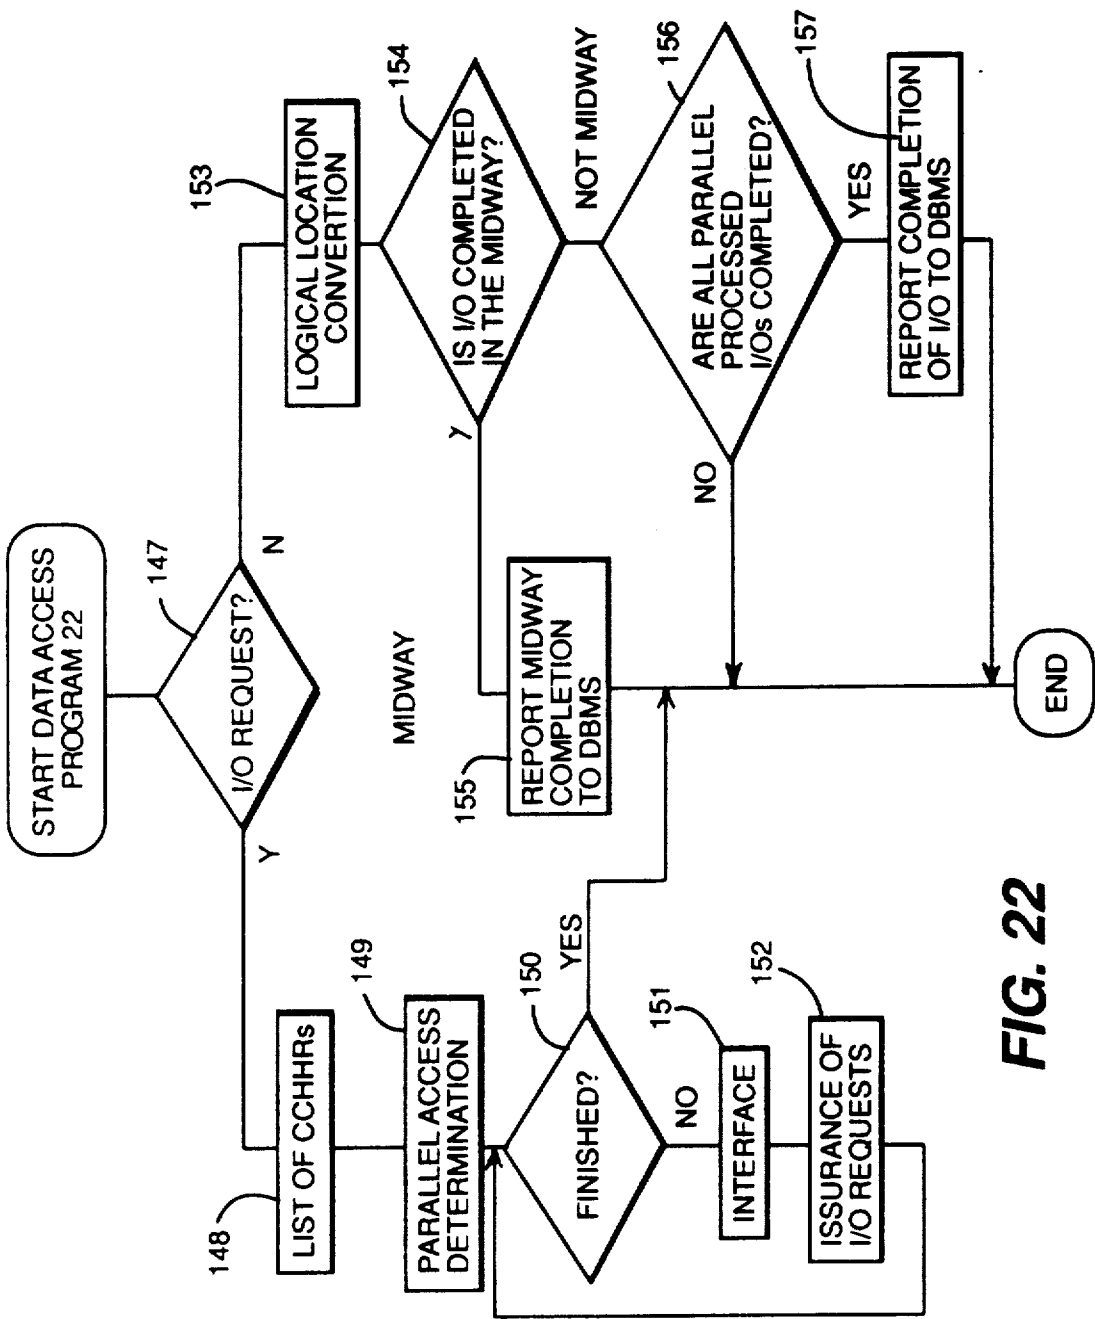 START DATA ACCESS
PROGRAM 22
147
I/O REQUEST?
Y
N
148
LIST OF CCHHRs
149
PARALLEL ACCESS
DETERMINATION
150
FINISHED?
YES
NO
151
INTERFACE
152
ISSURANCE OF
I/O REQUESTS
153
LOGICAL LOCATION
CONVERTION
154
IS I/O COMPLETED
IN THE MIDWAY?
γ
MIDWAY
NOT MIDWAY
155
REPORT MIDWAY
COMPLETION
TO DBMS
156
ARE ALL PARALLEL
PROCESSED
I/Os COMPLETED?
NO
YES
157
REPORT COMPLETION
OF I/O TO DBMS
END
FIG. 22